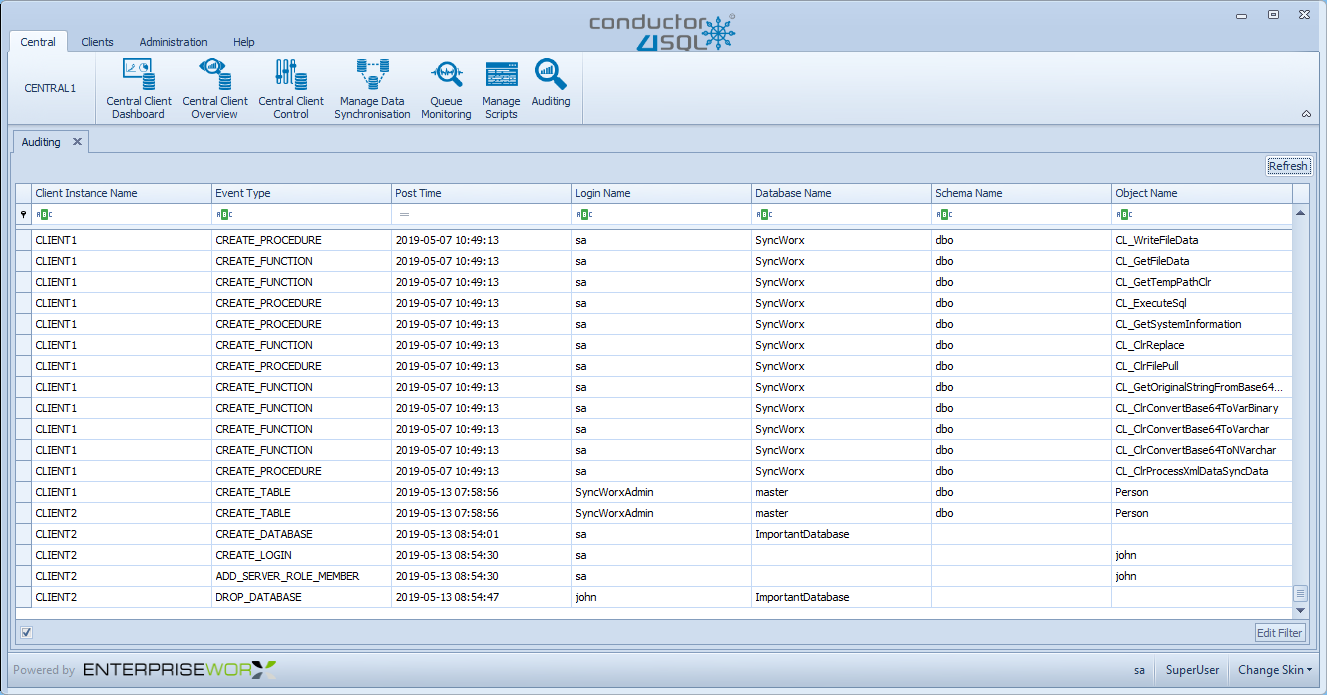 conductor
4SQL
Central Clients Administration Help
CENTRAL1
Central Client Dashboard
Central Client Overview
Central Client Control
Manage Data Synchronisation
Queue Monitoring
Manage Scripts
Auditing
Auditing
Refresh
Client Instance Name Event Type Post Time Login Name Database Name Schema Name Object Name
ABC ABC = ABC ABC ABC ABC
CLIENT1 CREATE_PROCEDURE 2019-05-07 10:49:13 sa SyncWorx dbo CL_WriteFileData
CLIENT1 CREATE_FUNCTION 2019-05-07 10:49:13 sa SyncWorx dbo CL_GetFileData
CLIENT1 CREATE_FUNCTION 2019-05-07 10:49:13 sa SyncWorx dbo CL_GetTempPathClr
CLIENT1 CREATE_PROCEDURE 2019-05-07 10:49:13 sa SyncWorx dbo CL_ExecuteSql
CLIENT1 CREATE_PROCEDURE 2019-05-07 10:49:13 sa SyncWorx dbo CL_GetSystemInformation
CLIENT1 CREATE_FUNCTION 2019-05-07 10:49:13 sa SyncWorx dbo CL_ClrReplace
CLIENT1 CREATE_PROCEDURE 2019-05-07 10:49:13 sa SyncWorx dbo CL_ClrFilePull
CLIENT1 CREATE_FUNCTION 2019-05-07 10:49:13 sa SyncWorx dbo CL_GetOriginalStringFromBase64...
CLIENT1 CREATE_FUNCTION 2019-05-07 10:49:13 sa SyncWorx dbo CL_ClrConvertBase64ToVarBinary
CLIENT1 CREATE_FUNCTION 2019-05-07 10:49:13 sa SyncWorx dbo CL_ClrConvertBase64ToVarchar
CLIENT1 CREATE_FUNCTION 2019-05-07 10:49:13 sa SyncWorx dbo CL_ClrConvertBase64ToNVarchar
CLIENT1 CREATE_PROCEDURE 2019-05-07 10:49:13 sa SyncWorx dbo CL_ClrProcessXmlDataSyncData
CLIENT1 CREATE_TABLE 2019-05-13 07:58:56 SyncWorxAdmin master dbo Person
CLIENT2 CREATE_TABLE 2019-05-13 07:58:56 SyncWorxAdmin master dbo Person
CLIENT2 CREATE_DATABASE 2019-05-13 08:54:01 sa ImportantDatabase
CLIENT2 CREATE_LOGIN 2019-05-13 08:54:30 sa john
CLIENT2 ADD_SERVER_ROLE_MEMBER 2019-05-13 08:54:30 sa john
CLIENT2 DROP_DATABASE 2019-05-13 08:54:47 john ImportantDatabase
Edit Filter
Powered by ENTERPRISEWORX
sa SuperUser Change Skin